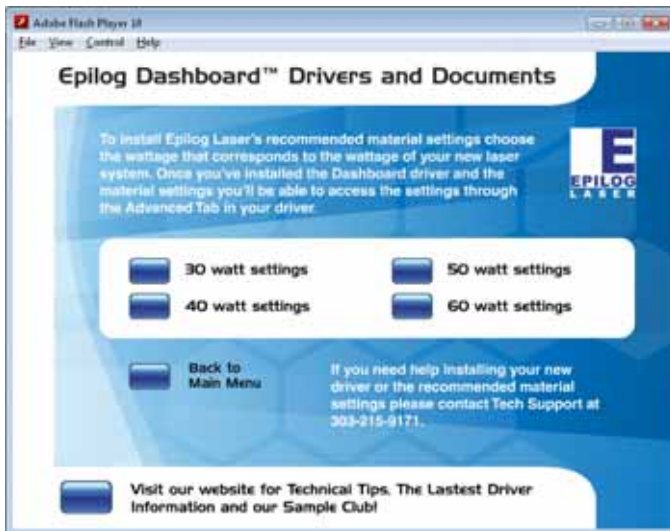 Adobe Flash Player 10
File View Control Help
Epilog Dashboard™ Drivers and Documents
To install Epilog Laser's recommended material settings choose
the wattage that corresponds to the wattage of your new laser
system. Once you've installed the Dashboard driver and the
material settings you'll be able to access the settings through
the Advanced Tab in your driver.
E
EPILOG
LASER
30 watt settings
50 watt settings
40 watt settings
60 watt settings
Back to
Main Menu
If you need help installing your new
driver or the recommended material
settings please contact Tech Support at
303-215-9171.
Visit our website for Technical Tips, The Lastest Driver
Information and our Sample Club!